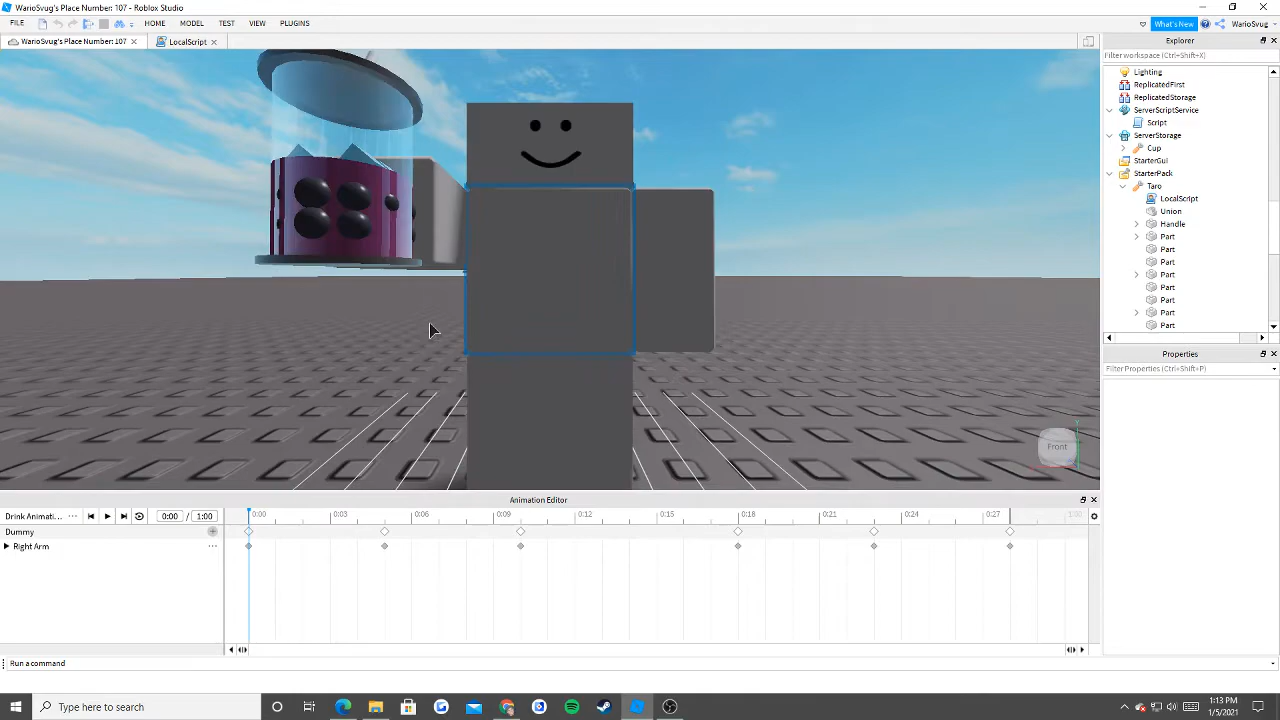 WarioSvug's Place Number: 107 - Roblox Studio
FILE HOME MODEL TEST VIEW PLUGINS
What's New WarioSvug
WarioSvug's Place Number: 107 LocalScript
Explorer
Filter workspace (Ctrl+Shift+X)
Lighting
ReplicatedFirst
ReplicatedStorage
ServerScriptService
Script
ServerStorage
Cup
StarterGui
StarterPack
Taro
LocalScript
Union
Handle
Part
Part
Part
Part
Part
Part
Part
Part
Properties
Filter Properties (Ctrl+Shift+P)
Front
Animation Editor
Drink Animati... 0:00 / 1:00 0:00 0:03 0:06 0:09 0:12 0:15 0:18 0:21 0:24 0:27 1:00
Dummy
Right Arm
Run a command
Type here to search
1:13 PM
1/5/2021